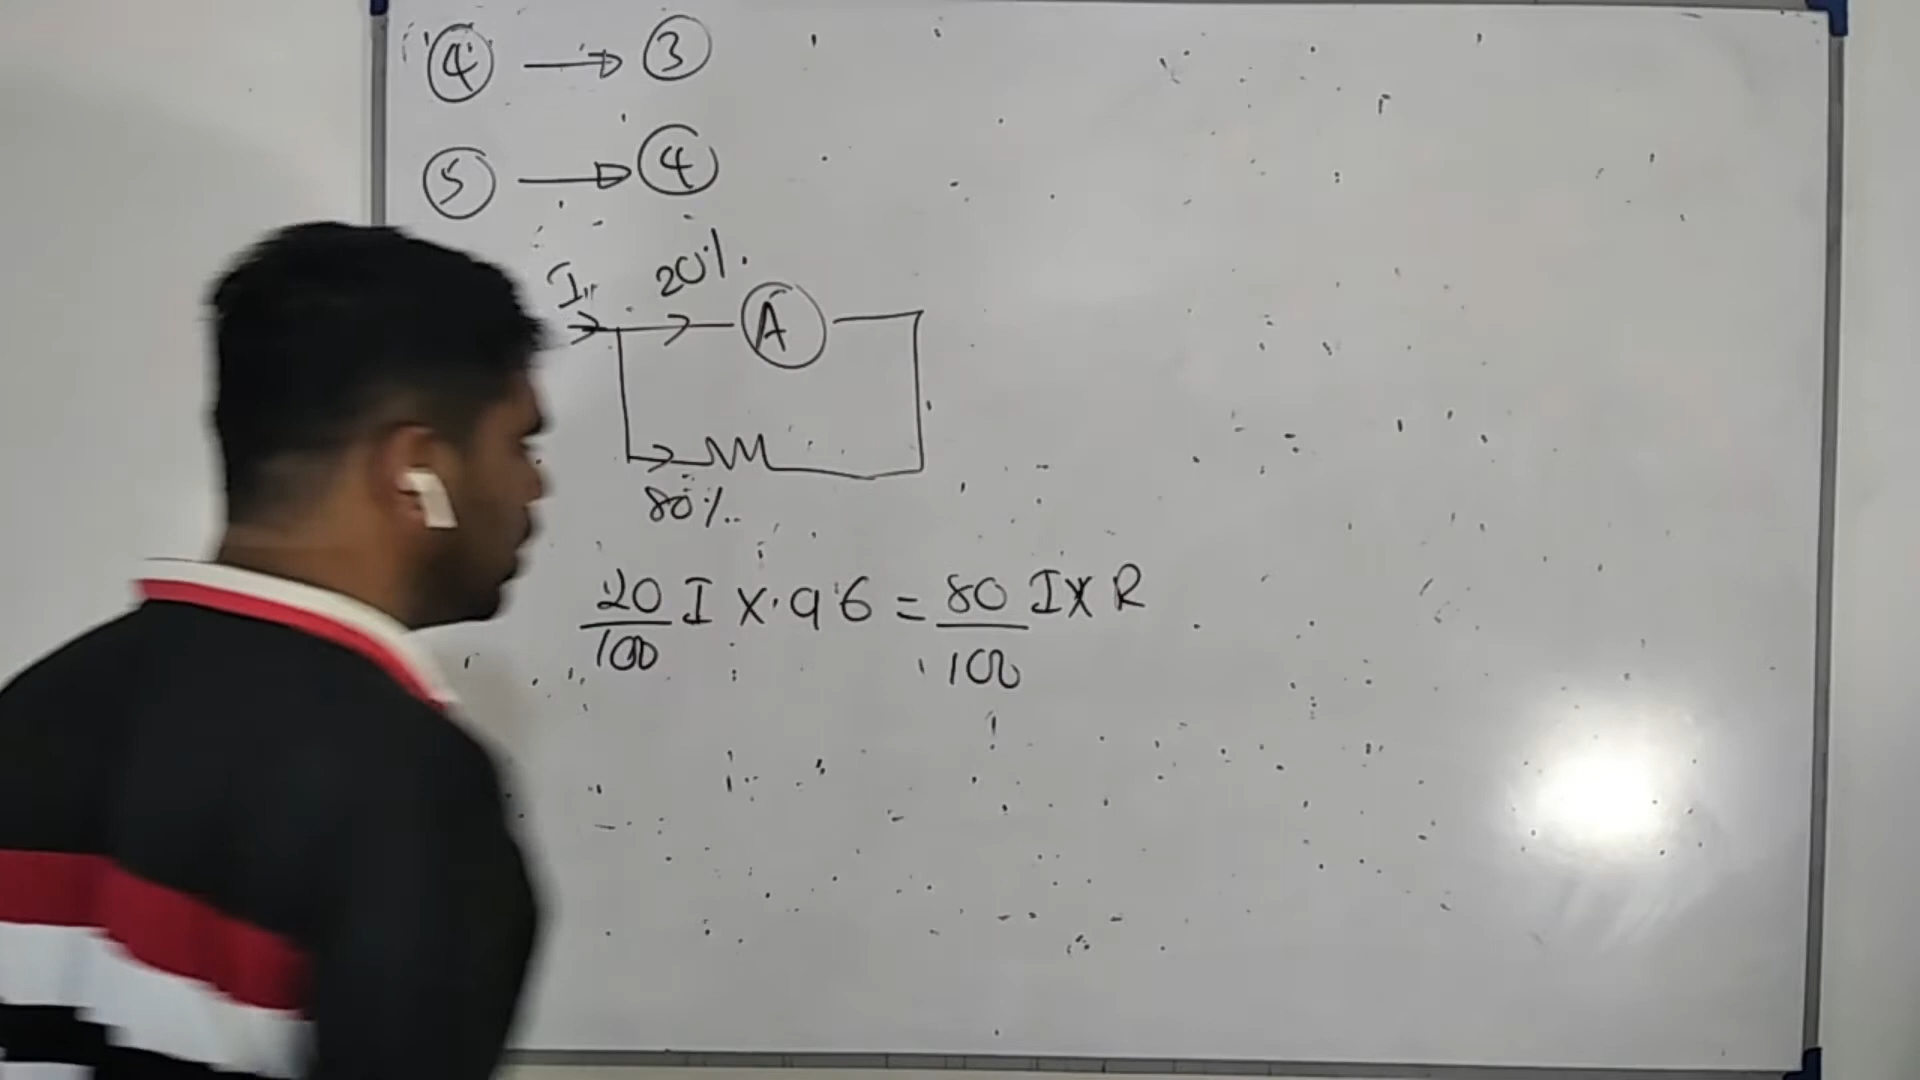 4 → 3
5 → 4
I 20%
A
80%
20/100 I × 96 = 80/100 I × R